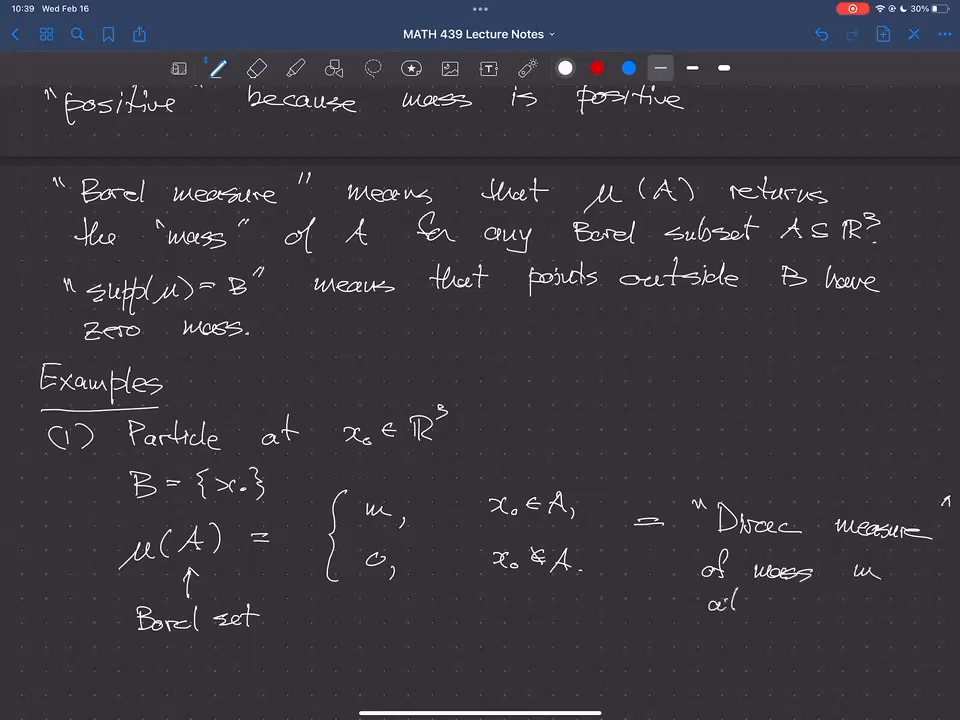 10:39 Wed Feb 16
30%
MATH 439 Lecture Notes
"positive" because mass is positive
"Borel measure" means that μ(A) returns
the "mass" of A for any Borel subset A ⊆ ℝ³.
"supp(μ) = B" means that points outside B have
zero mass.
Examples
(1) Particle at x₀ ∈ ℝ³
B = {x₀}
μ(A) = { m, x₀ ∈ A,
0, x₀ ∉ A.
= "Dirac measure"
of mass m
at
↑
Borel set